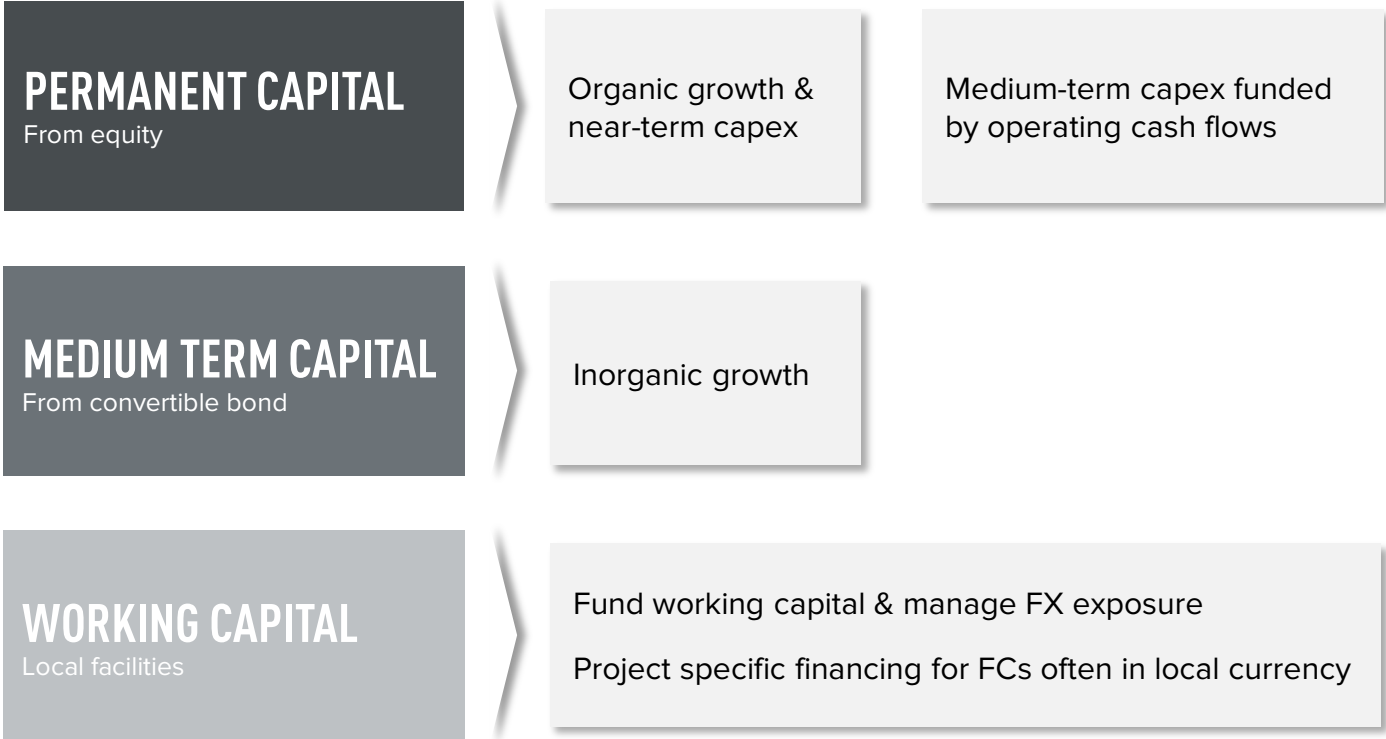 PERMANENT CAPITAL
From equity
Organic growth &
near-term capex
Medium-term capex funded
by operating cash flows
MEDIUM TERM CAPITAL
From convertible bond
Inorganic growth
WORKING CAPITAL
Local facilities
Fund working capital & manage FX exposure
Project specific financing for FCs often in local currency